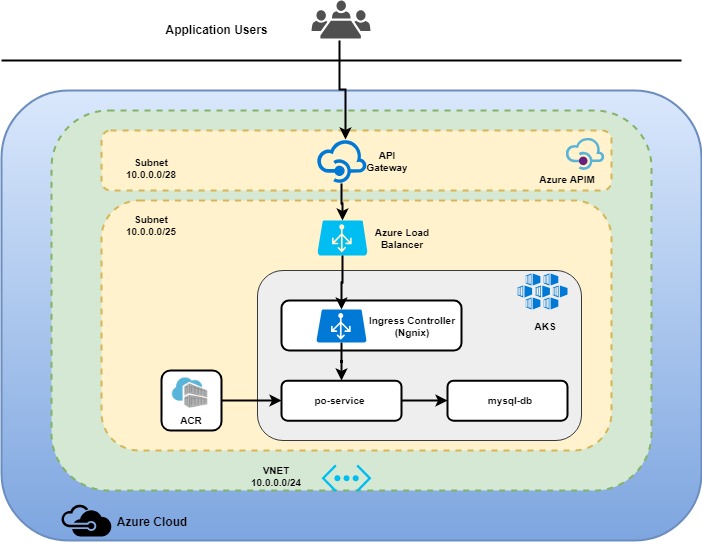 Application Users
API
Gateway
Subnet
10.0.0.0/28
Azure APIM
Subnet
10.0.0.0/25
Azure Load
Balancer
AKS
Ingress Controller
(Ngnix)
po-service
mysql-db
ACR
VNET
10.0.0.0/24
Azure Cloud